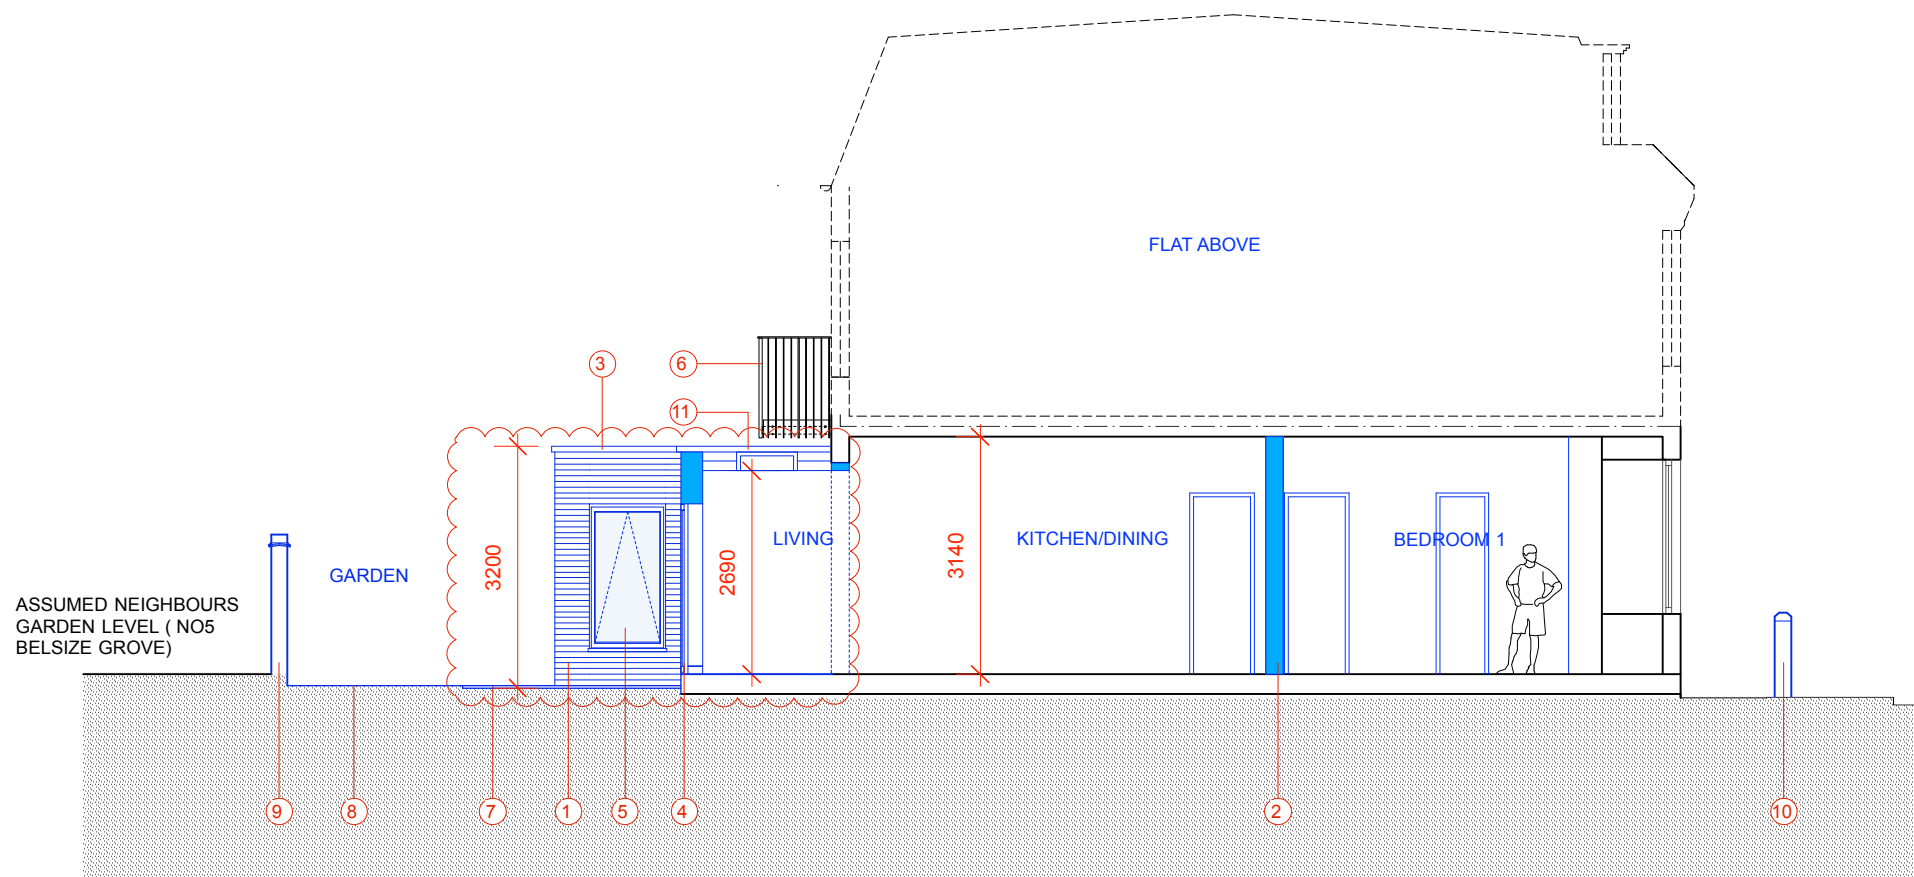 FLAT ABOVE
3
6
11
LIVING
KITCHEN/DINING
BEDROOM 1
GARDEN
3200
2690
3140
ASSUMED NEIGHBOURS
GARDEN LEVEL ( NO5
BELSIZE GROVE)
9
8
7
1
5
4
2
10